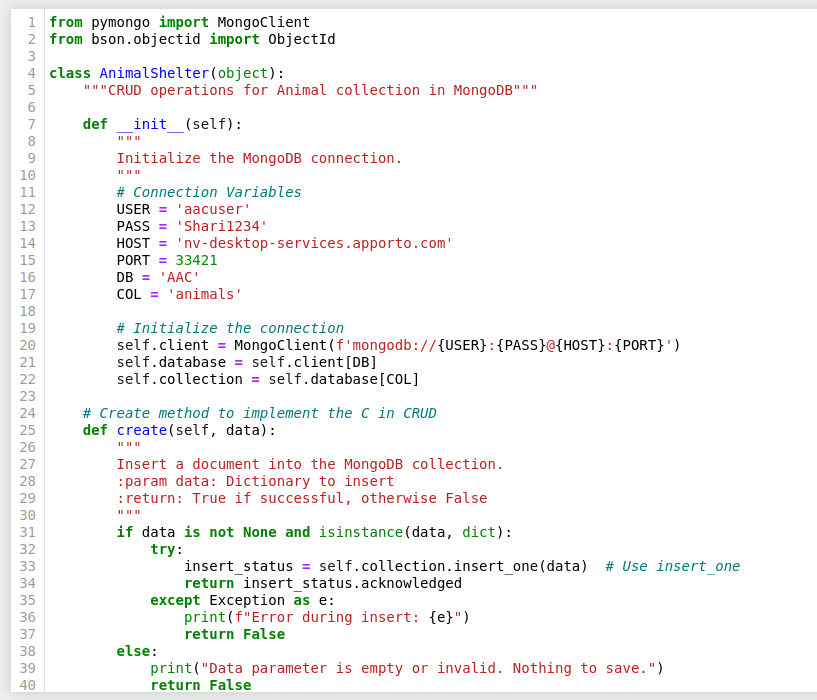 1 from pymongo import MongoClient
2 from bson.objectid import ObjectId
3
4 class AnimalShelter(object):
5     """CRUD operations for Animal collection in MongoDB"""
6
7     def __init__(self):
8         """
9         Initialize the MongoDB connection.
10         """
11         # Connection Variables
12         USER = 'aacuser'
13         PASS = 'Shari1234'
14         HOST = 'nv-desktop-services.apporto.com'
15         PORT = 33421
16         DB = 'AAC'
17         COL = 'animals'
18
19         # Initialize the connection
20         self.client = MongoClient(f'mongodb://{USER}:{PASS}@{HOST}:{PORT}')
21         self.database = self.client[DB]
22         self.collection = self.database[COL]
23
24     # Create method to implement the C in CRUD
25     def create(self, data):
26         """
27         Insert a document into the MongoDB collection.
28         :param data: Dictionary to insert
29         :return: True if successful, otherwise False
30         """
31         if data is not None and isinstance(data, dict):
32             try:
33                 insert_status = self.collection.insert_one(data)  # Use insert_one
34                 return insert_status.acknowledged
35             except Exception as e:
36                 print(f"Error during insert: {e}")
37                 return False
38         else:
39             print("Data parameter is empty or invalid. Nothing to save.")
40             return False